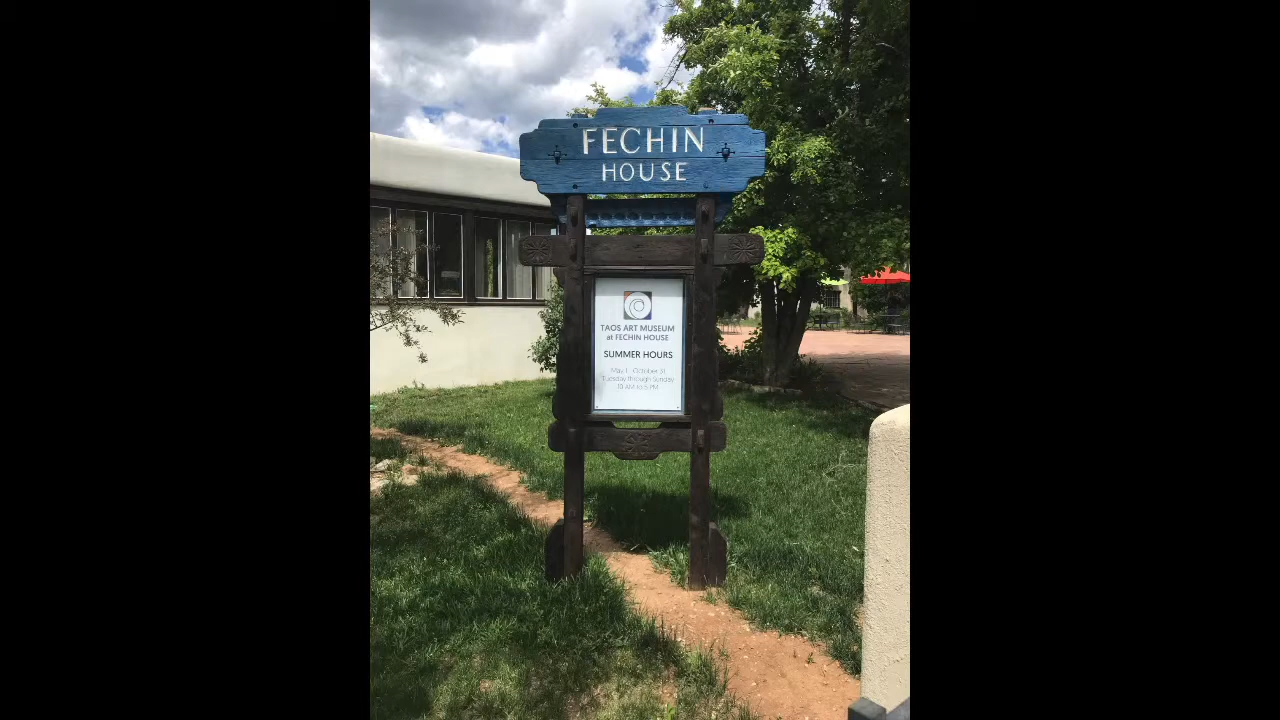 FECHIN
HOUSE
TAOS ART MUSEUM
at FECHIN HOUSE
SUMMER HOURS
May 1 - October 31
Tuesday through Sunday
10 AM to 5 PM